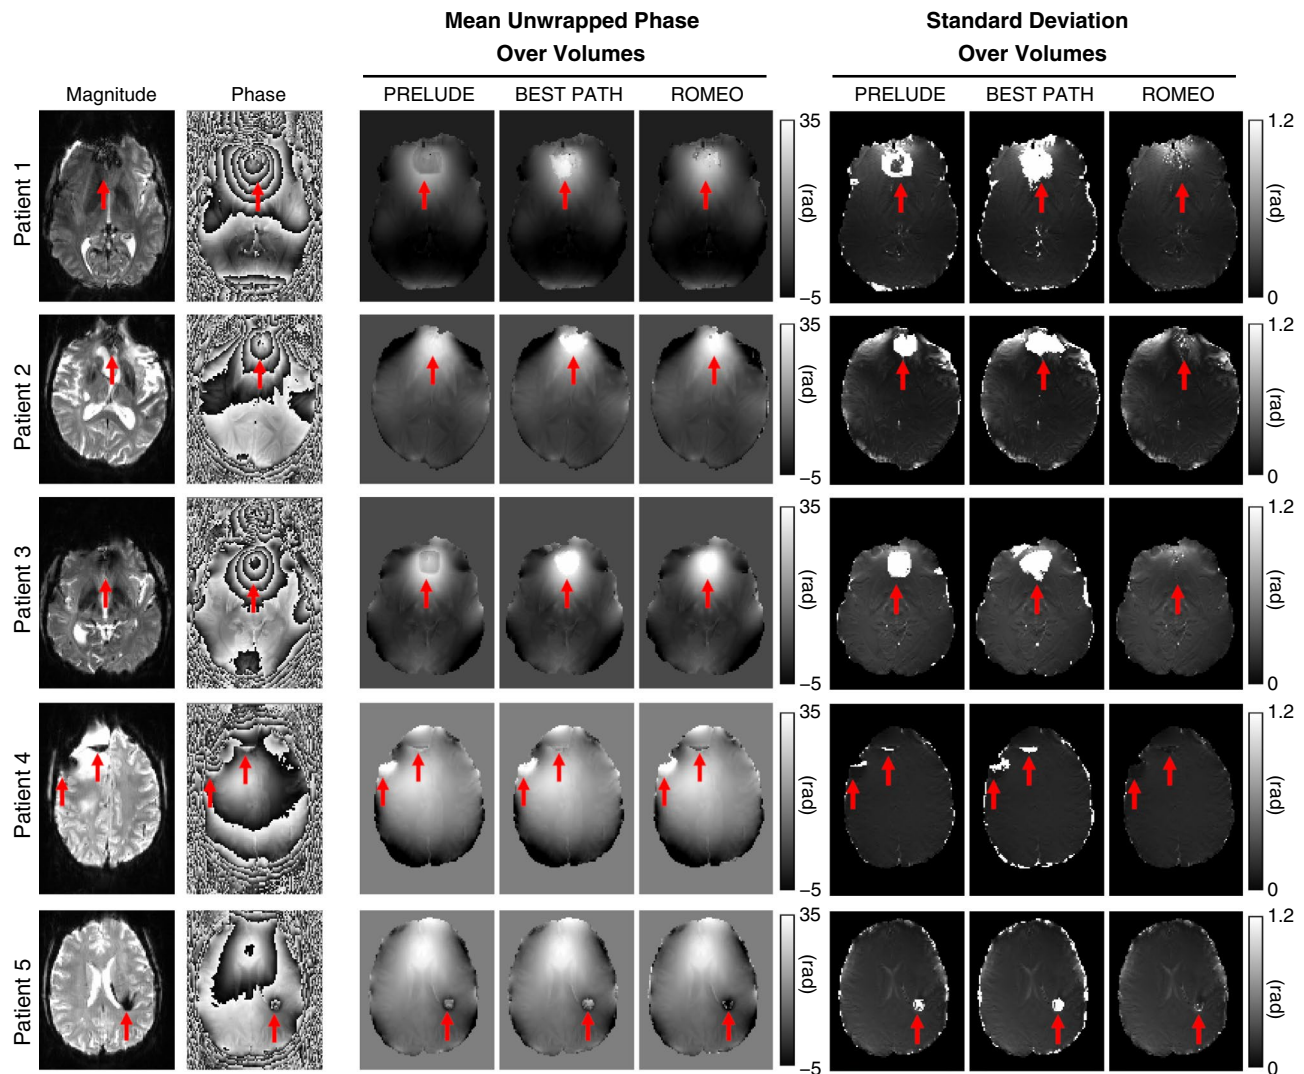 Mean Unwrapped Phase Standard Deviation
Over Volumes Over Volumes
Magnitude Phase PRELUDE BEST PATH ROMEO PRELUDE BEST PATH ROMEO
Patient 1
35
(rad)
−5
1.2
(rad)
0
Patient 2
35
(rad)
−5
1.2
(rad)
0
Patient 3
35
(rad)
−5
1.2
(rad)
0
Patient 4
35
(rad)
−5
1.2
(rad)
0
Patient 5
35
(rad)
−5
1.2
(rad)
0